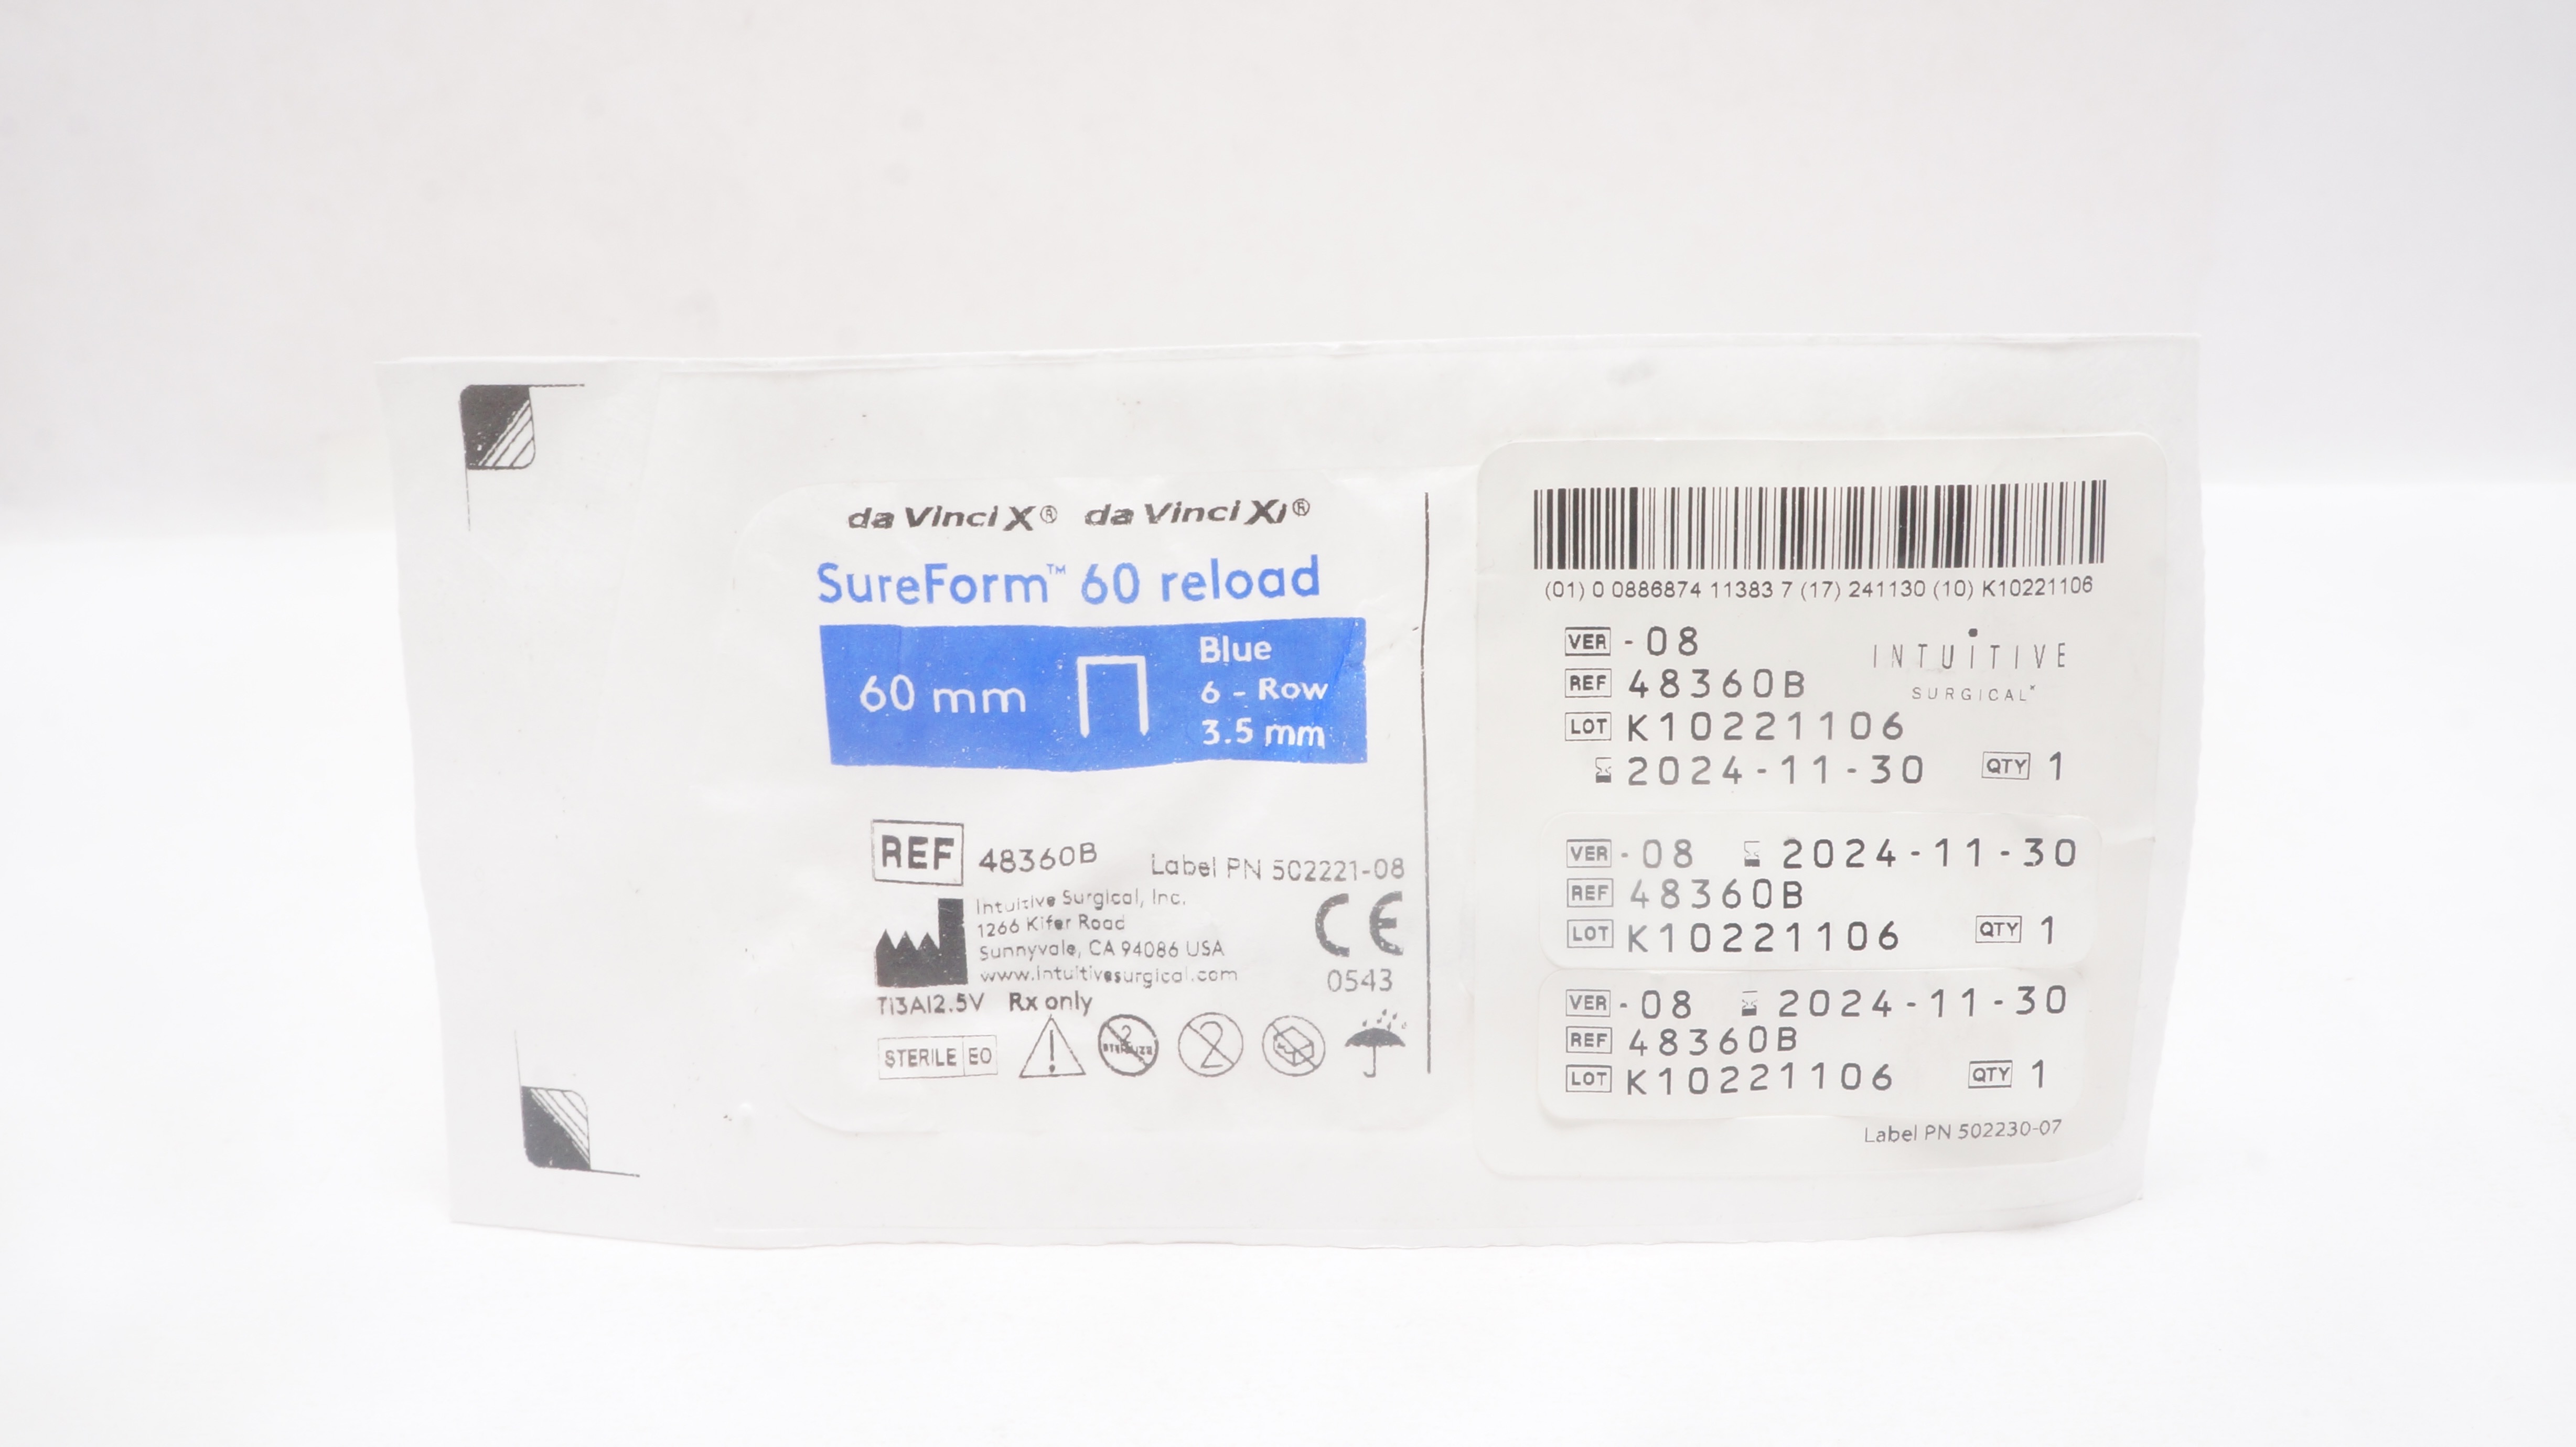 da Vinci X® da Vinci Xi®
SureForm™ 60 reload
60 mm
Blue
6 - Row
3.5 mm
REF 48360B Label PN 502221-08
Intuitive Surgical, Inc.
1266 Kifer Road
Sunnyvale, CA 94086 USA
www.intuitivesurgical.com
CE
0543
Ti3Al2.5V Rx only
STERILE EO
2
STERILIZE
2
(01) 0 0886874 11383 7 (17) 241130 (10) K10221106
VER -08
INTUITIVE
SURGICAL
REF 48360B
LOT K10221106
2024-11-30 QTY 1
VER -08 2024-11-30
REF 48360B
LOT K10221106 QTY 1
VER -08 2024-11-30
REF 48360B
LOT K10221106 QTY 1
Label PN 502230-07